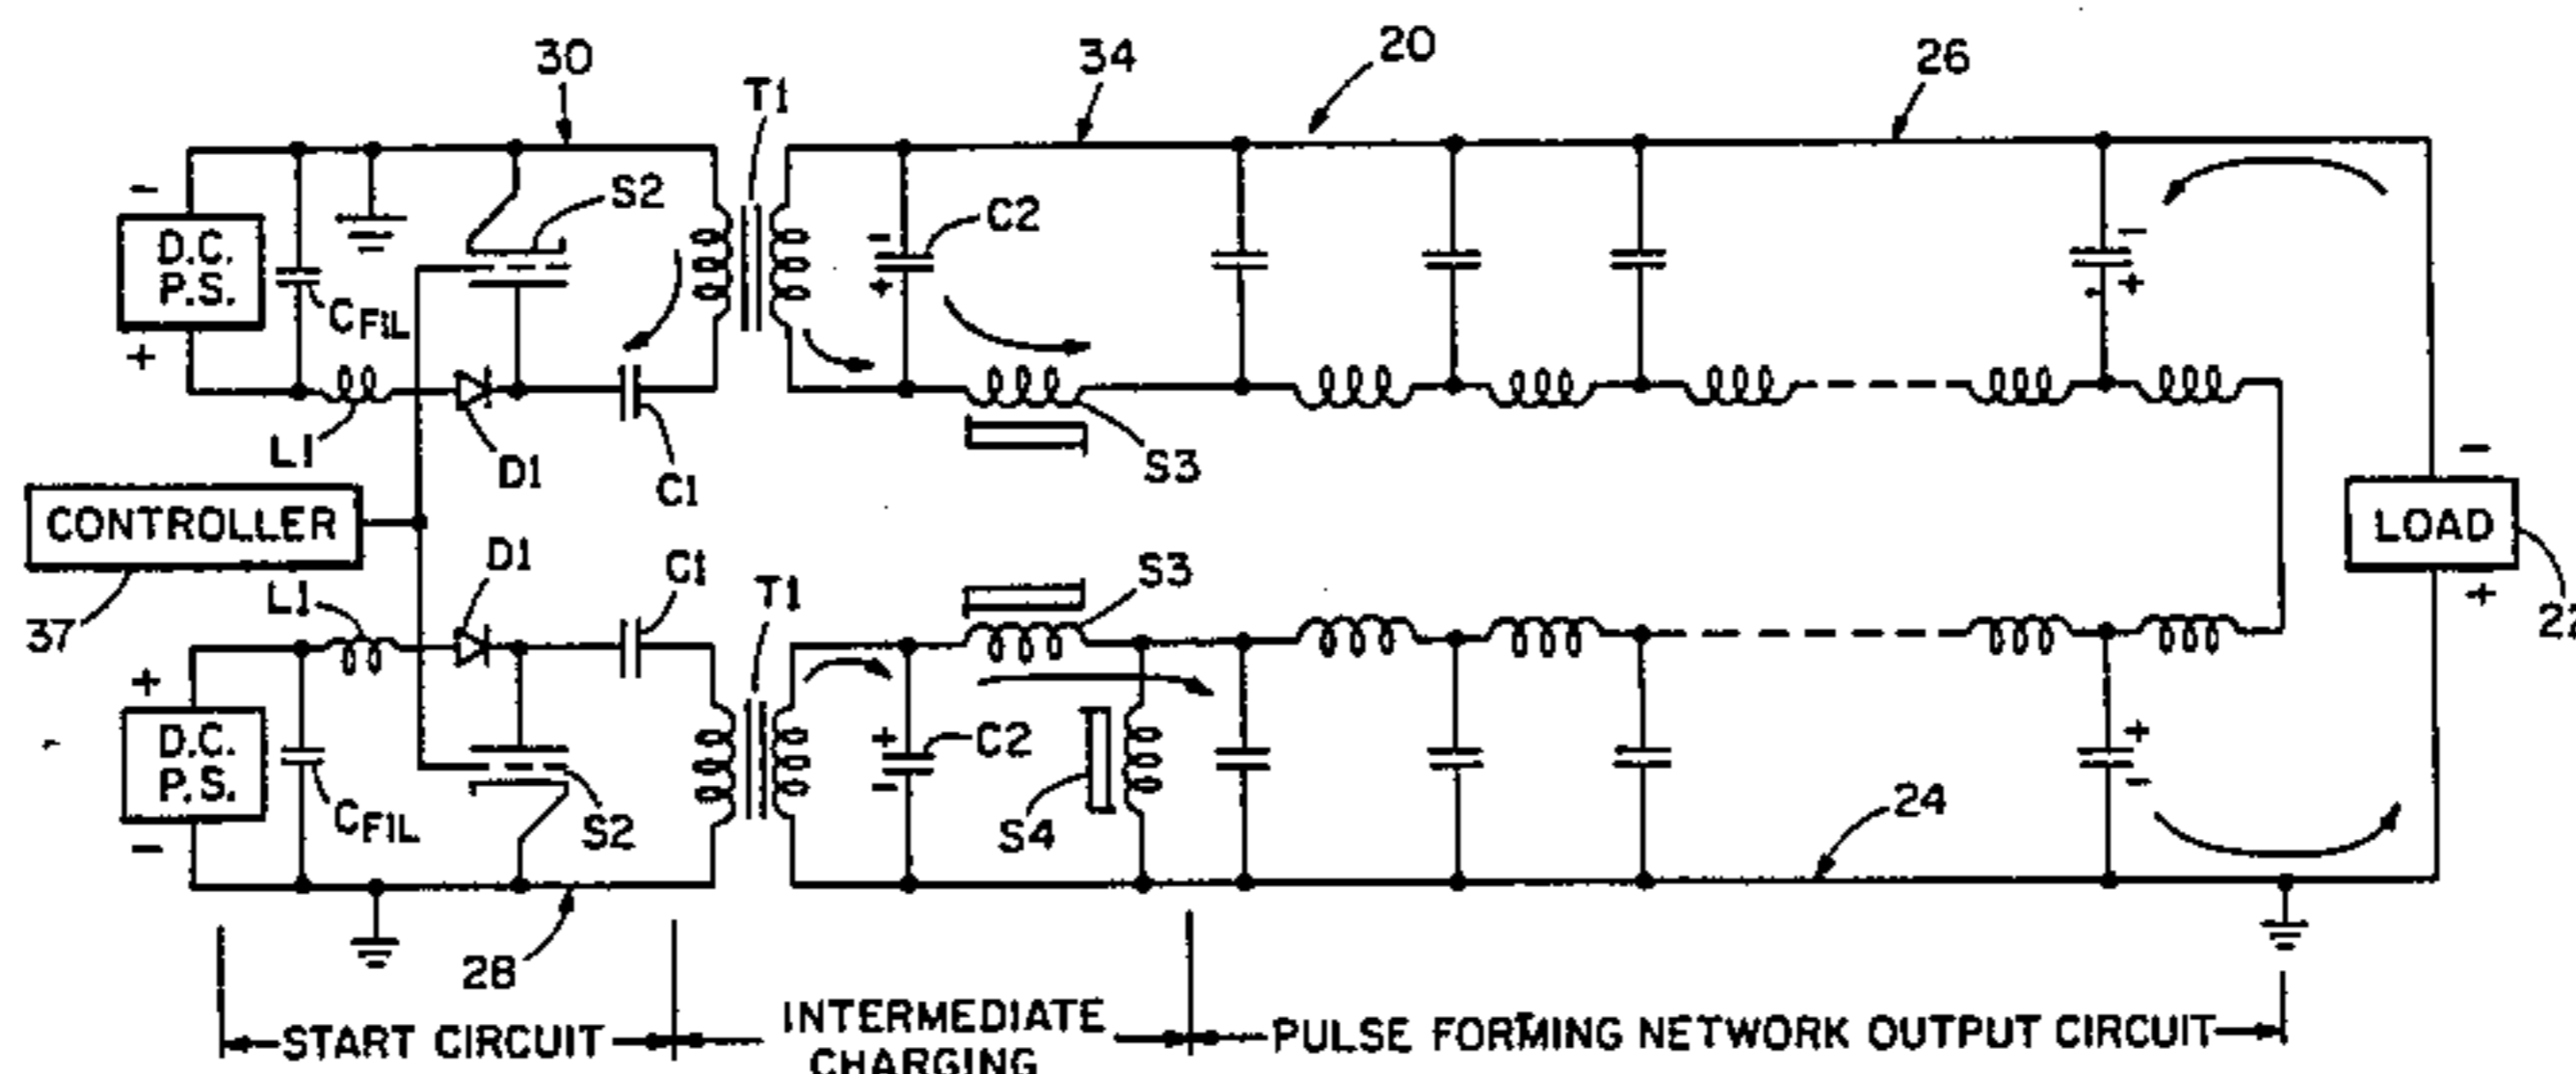 30
34
20
26
T1
-
S2
C2
-
-
D.C.
P.S.
CFIL
+
+
+
L1
D1
C1
S3
-
CONTROLLER
LOAD
37
L1
D1
C1
T1
S3
+
22
+
+
+
D.C.
P.S.
CFIL
-
S2
C2
-
S4
-
24
28
START CIRCUIT
INTERMEDIATE
CHARGING
PULSE FORMING NETWORK OUTPUT CIRCUIT